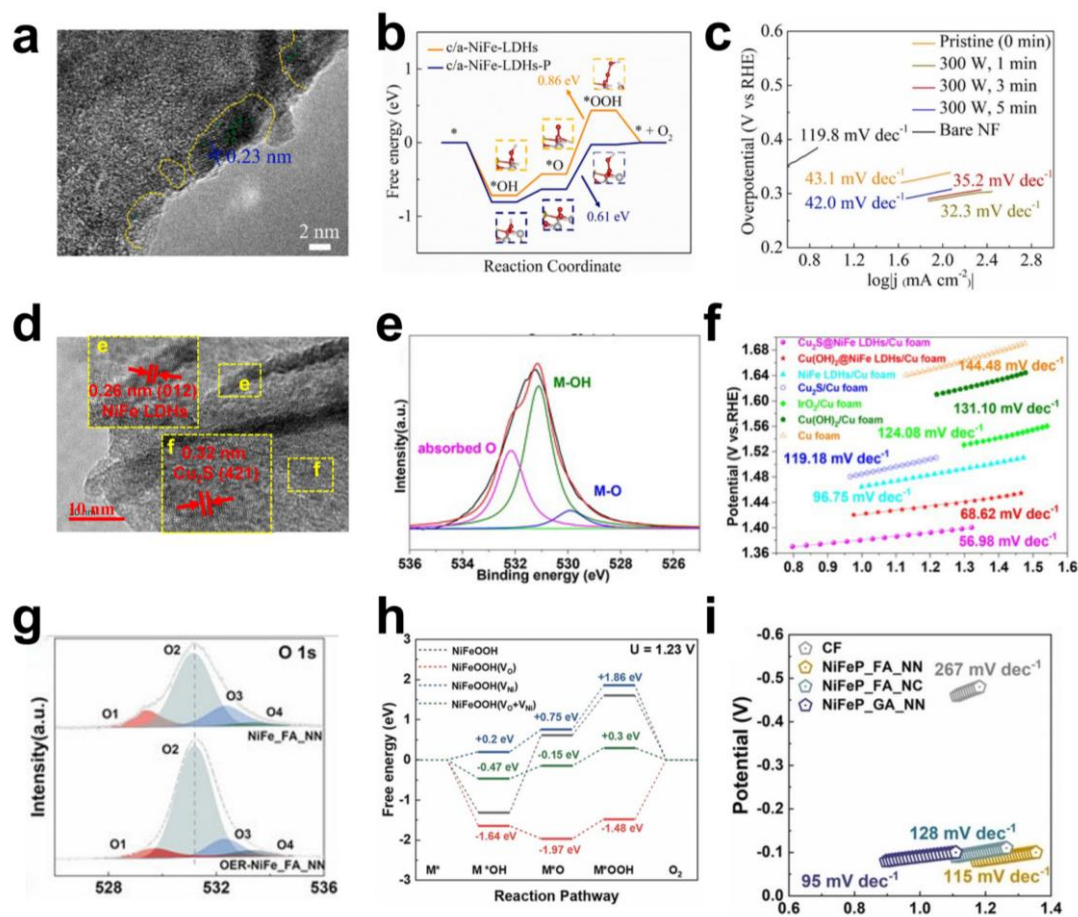 a
0.23 nm
2 nm
b
c/a-NiFe-LDHs
c/a-NiFe-LDHs-P
0.86 eV
*OOH
*
*O
*OH
* + O₂
0.61 eV
1
0
-1
Free energy (eV)
Reaction Coordinate
c
Pristine (0 min)
300 W, 1 min
300 W, 3 min
300 W, 5 min
Bare NF
119.8 mV dec⁻¹
43.1 mV dec⁻¹
35.2 mV dec⁻¹
42.0 mV dec⁻¹
32.3 mV dec⁻¹
0.6
0.5
0.4
0.3
0.2
Overpotential (V vs RHE)
0.6 1.2 1.8 2.4 3.0
log|j (mA cm⁻²)|
d
e
0.26 nm (012)
NiFe LDHs
e
f
0.32 nm
Cu₂S (421)
f
10 nm
e
M-OH
absorbed O
M-O
Intensity(a.u.)
536 534 532 530 528 526
Binding energy (eV)
f
Cu₂S@NiFe LDHs/Cu foam
Cu(OH)₂@NiFe LDHs/Cu foam
NiFe LDHs/Cu foam
Cu₂S/Cu foam
IrO₂/Cu foam
Cu(OH)₂/Cu foam
Cu foam
144.48 mV dec⁻¹
131.10 mV dec⁻¹
124.08 mV dec⁻¹
119.18 mV dec⁻¹
96.75 mV dec⁻¹
68.62 mV dec⁻¹
56.98 mV dec⁻¹
1.68
1.64
1.60
1.56
1.52
1.48
1.44
1.40
1.36
Potential (V vs.RHE)
0.8 0.9 1.0 1.1 1.2 1.3 1.4 1.5 1.6
g
O 1s
O2
O1
O3
O4
NiFe_FA_NN
O2
O1
O3
O4
OER-NiFe_FA_NN
Intensity(a.u.)
528 532 536
h
NiFeOOH
NiFeOOH(V_O)
NiFeOOH(V_Ni)
NiFeOOH(V_O+V_Ni)
U = 1.23 V
+1.86 eV
+0.75 eV
+0.2 eV
+0.3 eV
-0.15 eV
-0.47 eV
-1.48 eV
-1.64 eV
-1.97 eV
4
3
2
1
0
-1
-2
-3
Free energy (eV)
M* M *OH M*O M*OOH O₂
Reaction Pathway
i
CF
NiFeP_FA_NN
NiFeP_FA_NC
NiFeP_GA_NN
267 mV dec⁻¹
128 mV dec⁻¹
95 mV dec⁻¹
115 mV dec⁻¹
-0.6
-0.5
-0.4
-0.3
-0.2
-0.1
-0.0
Potential (V)
0.6 0.8 1.0 1.2 1.4